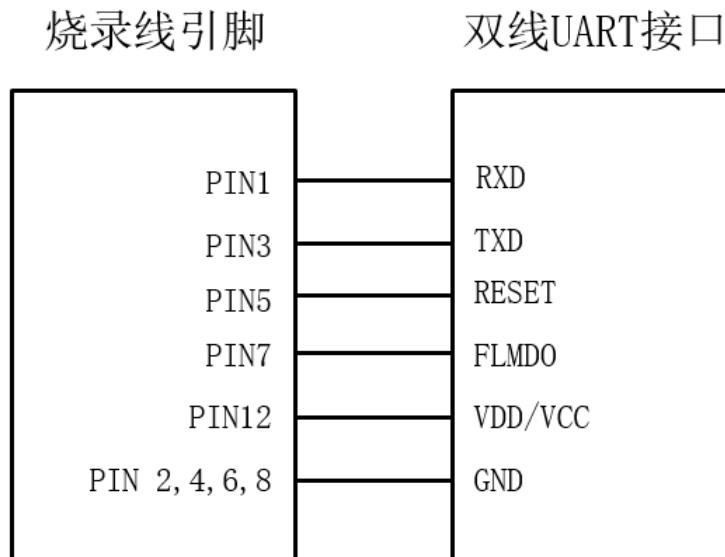 烧录线引脚 双线UART接口
PIN1 RXD
PIN3 TXD
PIN5 RESET
PIN7 FLMDO
PIN12 VDD/VCC
PIN 2,4,6,8 GND